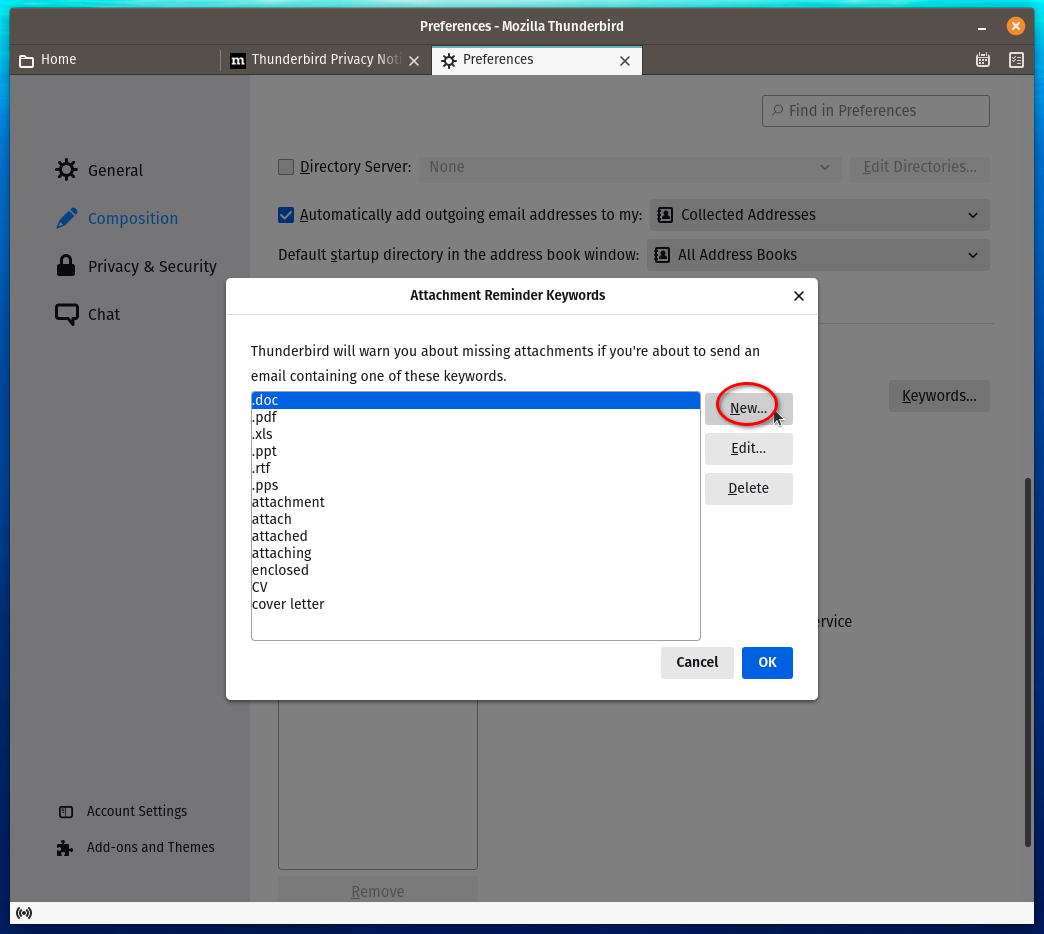 Preferences - Mozilla Thunderbird
Home
m Thunderbird Privacy Noti
Preferences
Find in Preferences
General
Composition
Privacy & Security
Chat
Directory Server: None Edit Directories...
Automatically add outgoing email addresses to my: Collected Addresses
Default startup directory in the address book window: All Address Books
Keywords...
Attachment Reminder Keywords
Thunderbird will warn you about missing attachments if you're about to send an
email containing one of these keywords.
.doc
.pdf
.xls
.ppt
.rtf
.pps
attachment
attach
attached
attaching
enclosed
CV
cover letter
New...
Edit...
Delete
Cancel OK
Account Settings
Add-ons and Themes
Remove